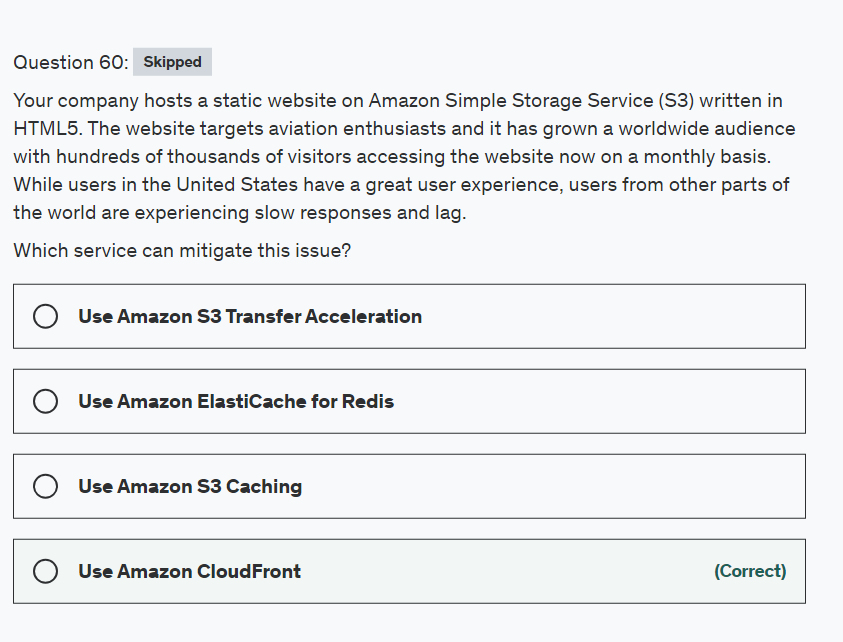 Question 60: Skipped
Your company hosts a static website on Amazon Simple Storage Service (S3) written in
HTML5. The website targets aviation enthusiasts and it has grown a worldwide audience
with hundreds of thousands of visitors accessing the website now on a monthly basis.
While users in the United States have a great user experience, users from other parts of
the world are experiencing slow responses and lag.
Which service can mitigate this issue?
Use Amazon S3 Transfer Acceleration
Use Amazon ElastiCache for Redis
Use Amazon S3 Caching
Use Amazon CloudFront (Correct)